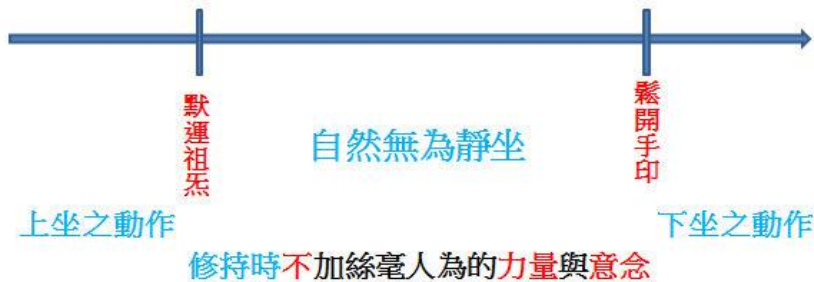 默運祖炁
鬆開手印
自然無為靜坐
上坐之動作
下坐之動作
修持時不加絲毫人為的力量與意念